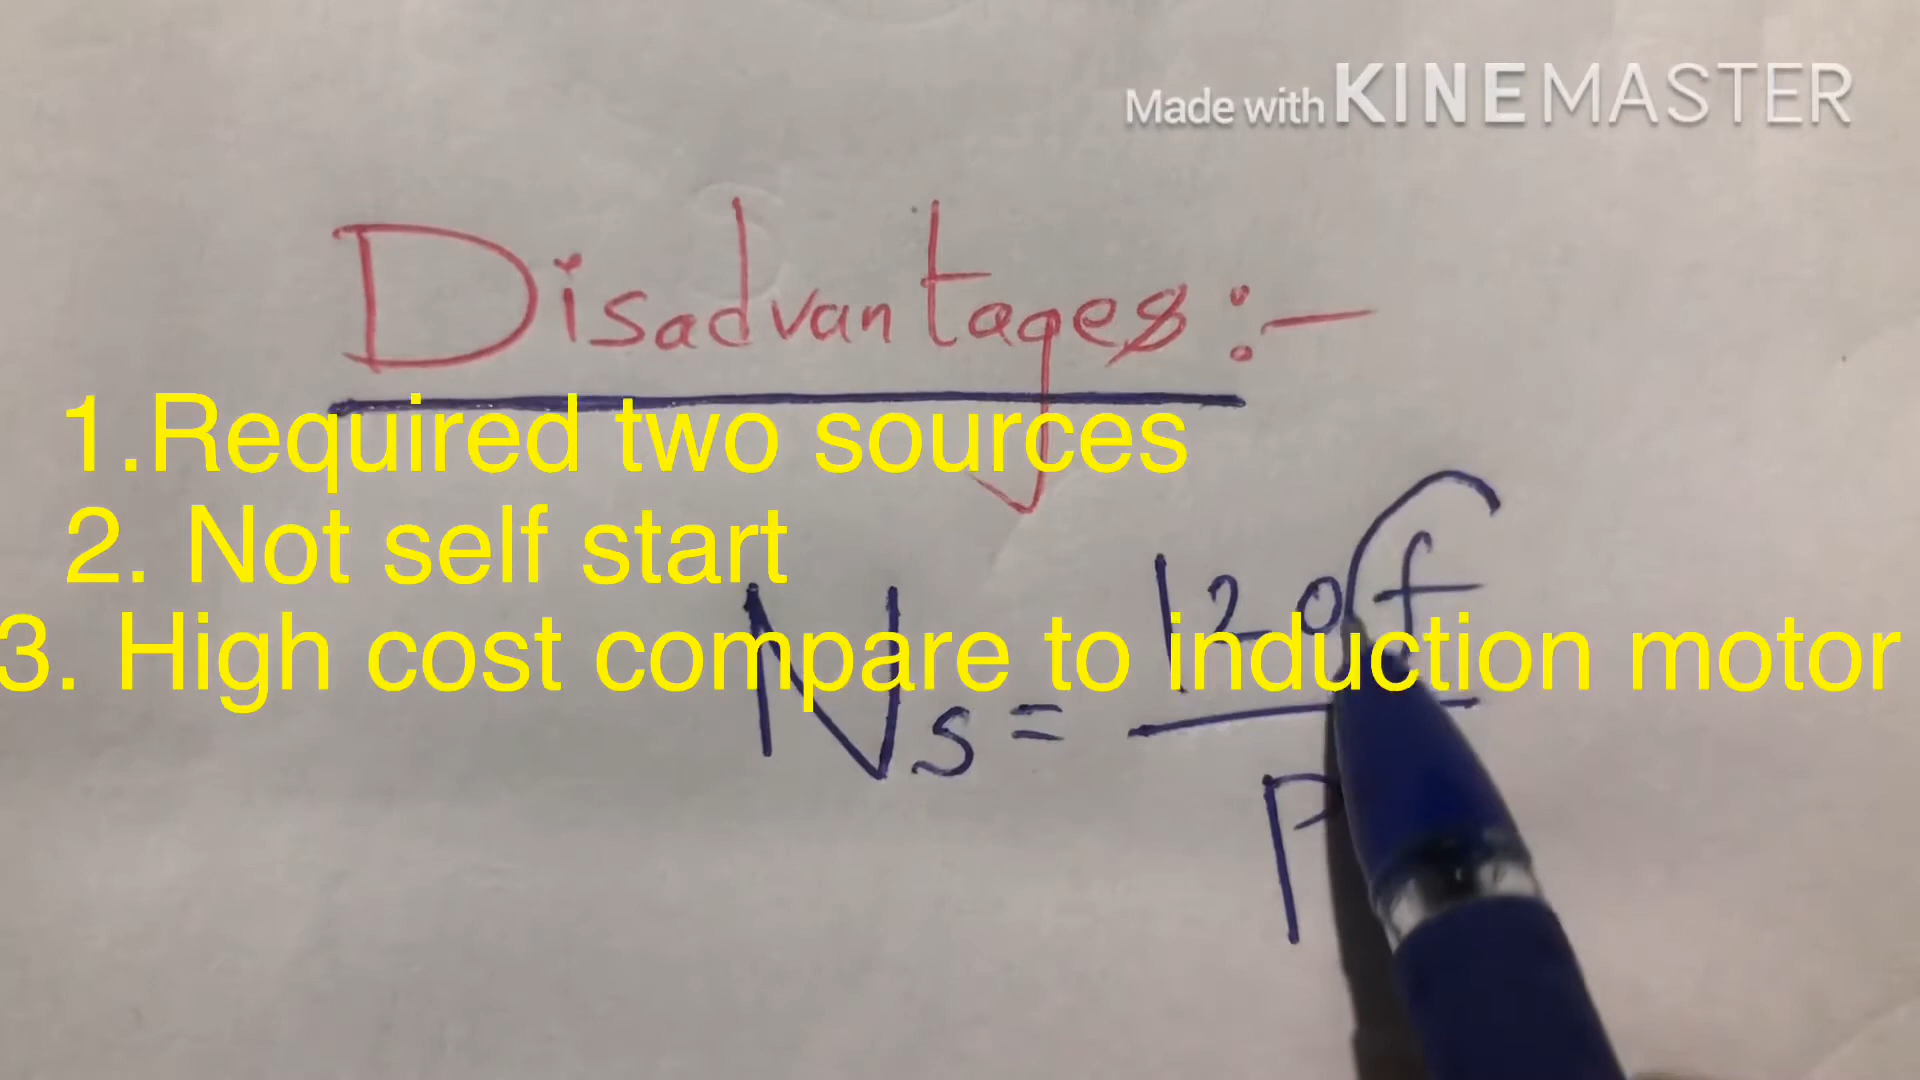 Made with KINEMASTER
Disadvantages :-
1.Required two sources
2. Not self start
3. High cost compare to induction motor
Ns = 120f
P